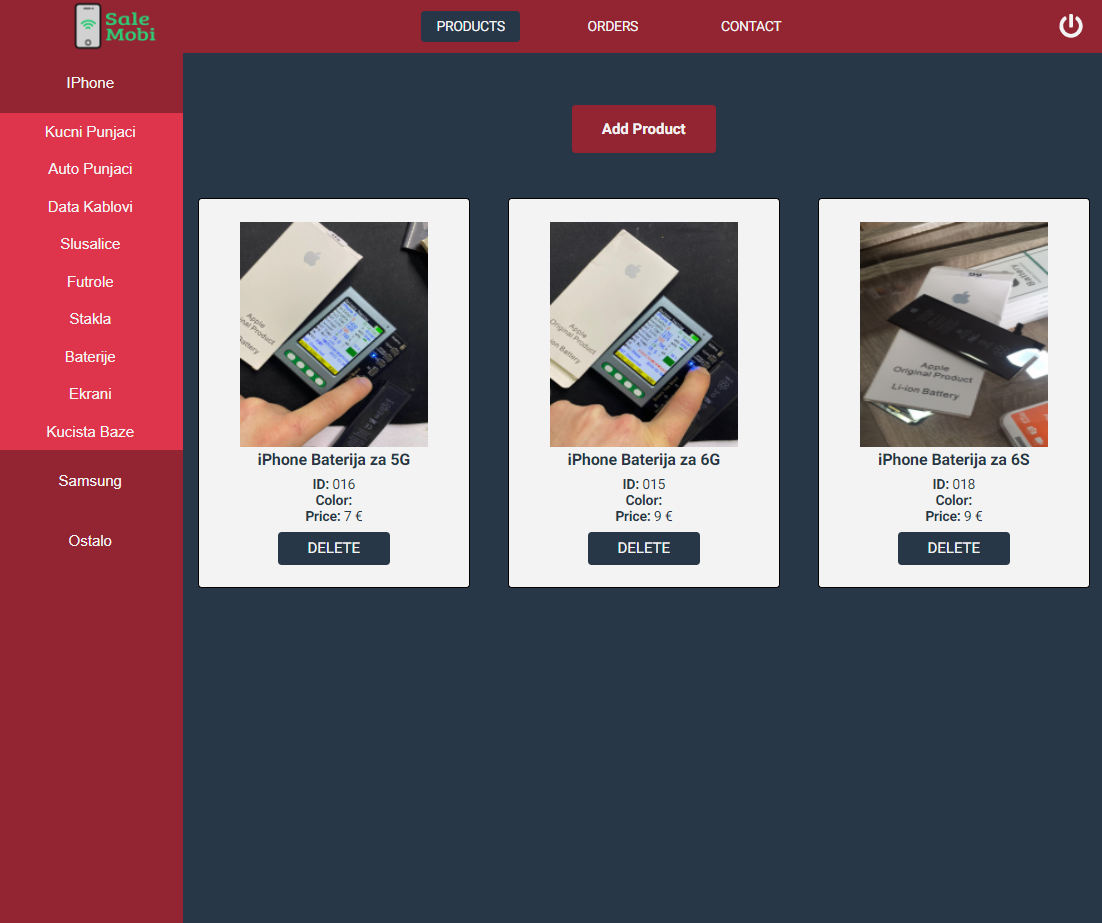 Sale
Mobi
PRODUCTS
ORDERS
CONTACT
IPhone
Kucni Punjaci
Auto Punjaci
Data Kablovi
Slusalice
Futrole
Stakla
Baterije
Ekrani
Kucista Baze
Samsung
Ostalo
Add Product
Apple
Original Product
Battery
iPhone Baterija za 5G
ID: 016
Color:
Price: 7 €
DELETE
Apple
Original Product
Li-ion Battery
iPhone Baterija za 6G
ID: 015
Color:
Price: 9 €
DELETE
Battery
Apple
Original Product
Li-ion Battery
iPhone Baterija za 6S
ID: 018
Color:
Price: 9 €
DELETE